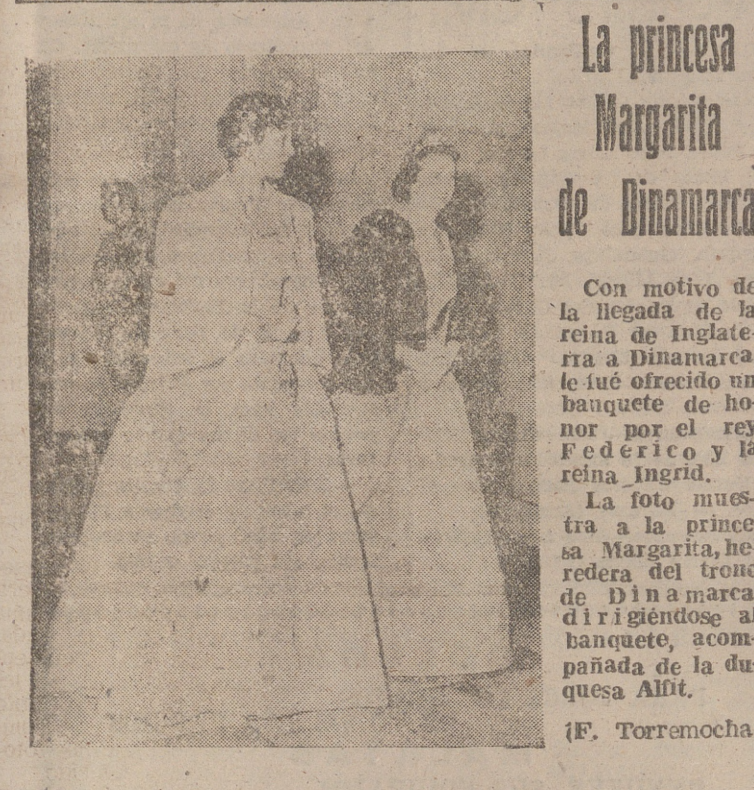 La princesa
Margarita
de Dinamarca
Con motivo de
la llegada de la
reina de Inglate-
rra a Dinamarca
le fué ofrecido un
banquete de ho-
nor por el rey
Federico y la
reina Ingrid.
La foto mues-
tra a la prince
sa Margarita, he-
redera del trono
de Dinamarca
dirigiéndose al
banquete, acom-
pañada de la du-
quesa Alfit.
(F. Torremocha